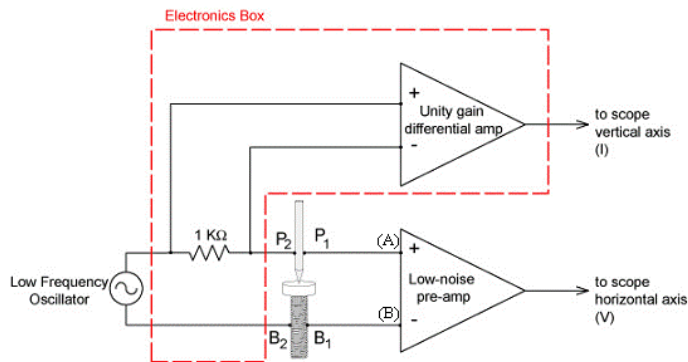 Electronics Box
+
Unity gain
differential amp
-
to scope
vertical axis
(I)
1 KΩ
P2
P1
(A)
+
Low Frequency
Oscillator
Low-noise
pre-amp
to scope
horizontal axis
(V)
(B)
-
B2
B1